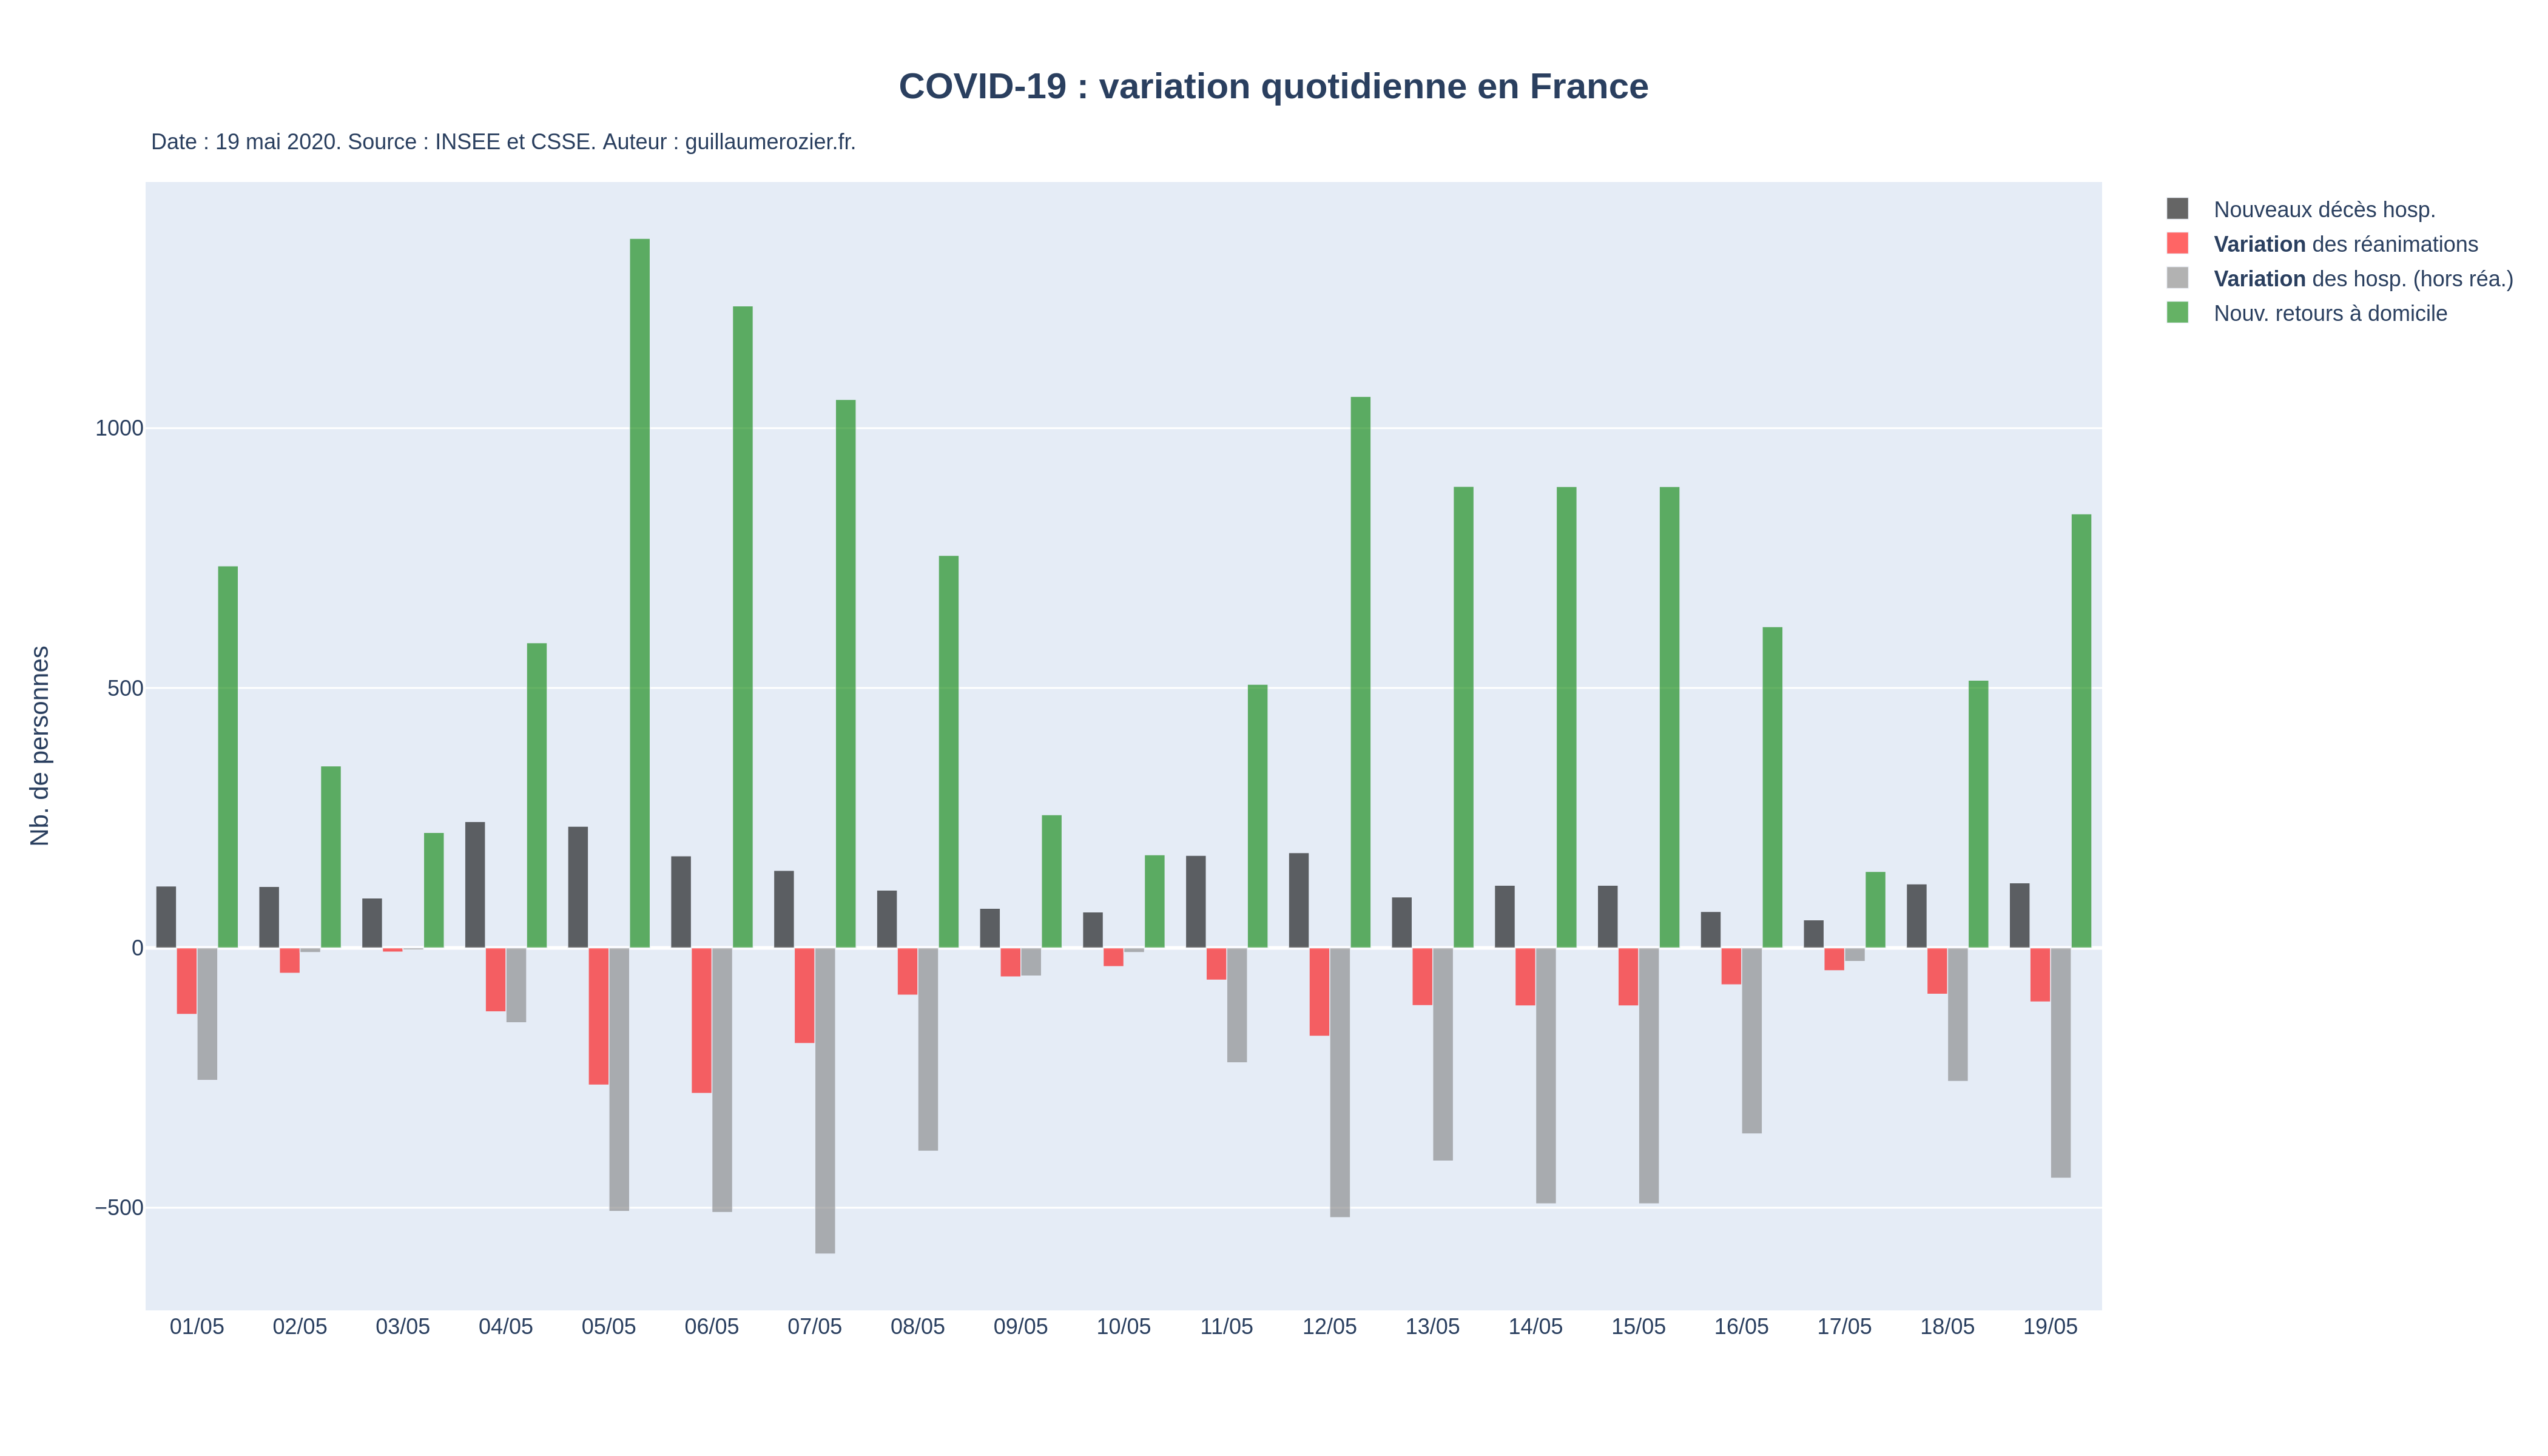 COVID-19 : variation quotidienne en France
Date : 19 mai 2020. Source : INSEE et CSSE. Auteur : guillaumerozier.fr.
Nouveaux décès hosp.
Variation des réanimations
Variation des hosp. (hors réa.)
Nouv. retours à domicile
Nb. de personnes
1000
500
0
−500
01/05 02/05 03/05 04/05 05/05 06/05 07/05 08/05 09/05 10/05 11/05 12/05 13/05 14/05 15/05 16/05 17/05 18/05 19/05